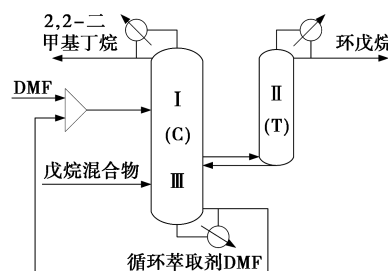 2,2-二
甲基丁烷
环戊烷
DMF
Ⅰ
(C)
Ⅲ
Ⅱ
(T)
戊烷混合物
循环萃取剂DMF